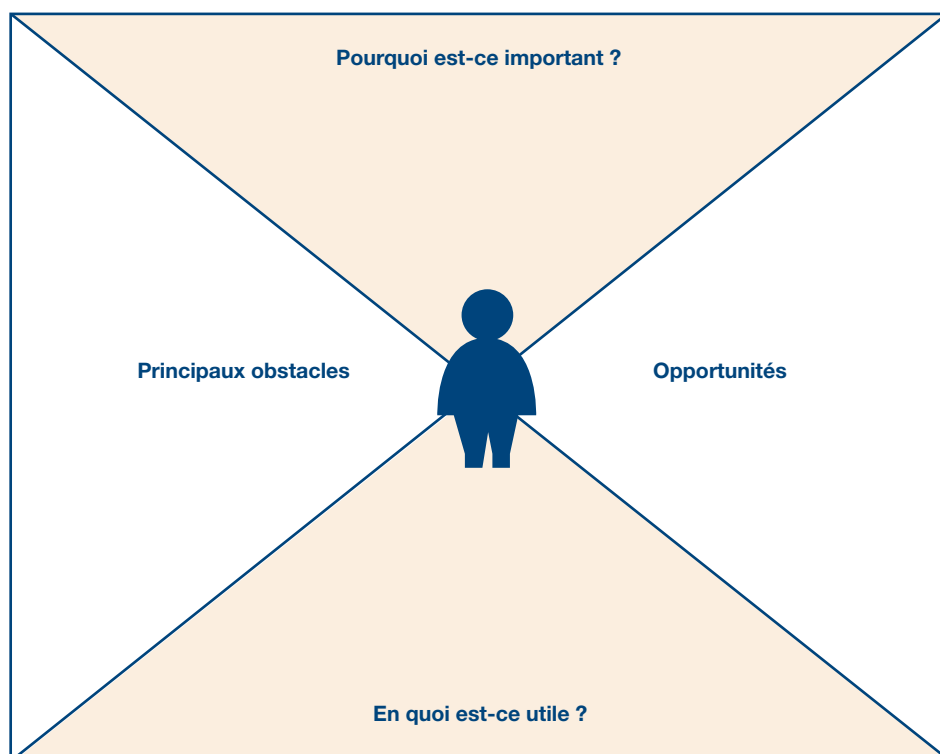 Pourquoi est-ce important ?
Principaux obstacles
Opportunités
En quoi est-ce utile ?